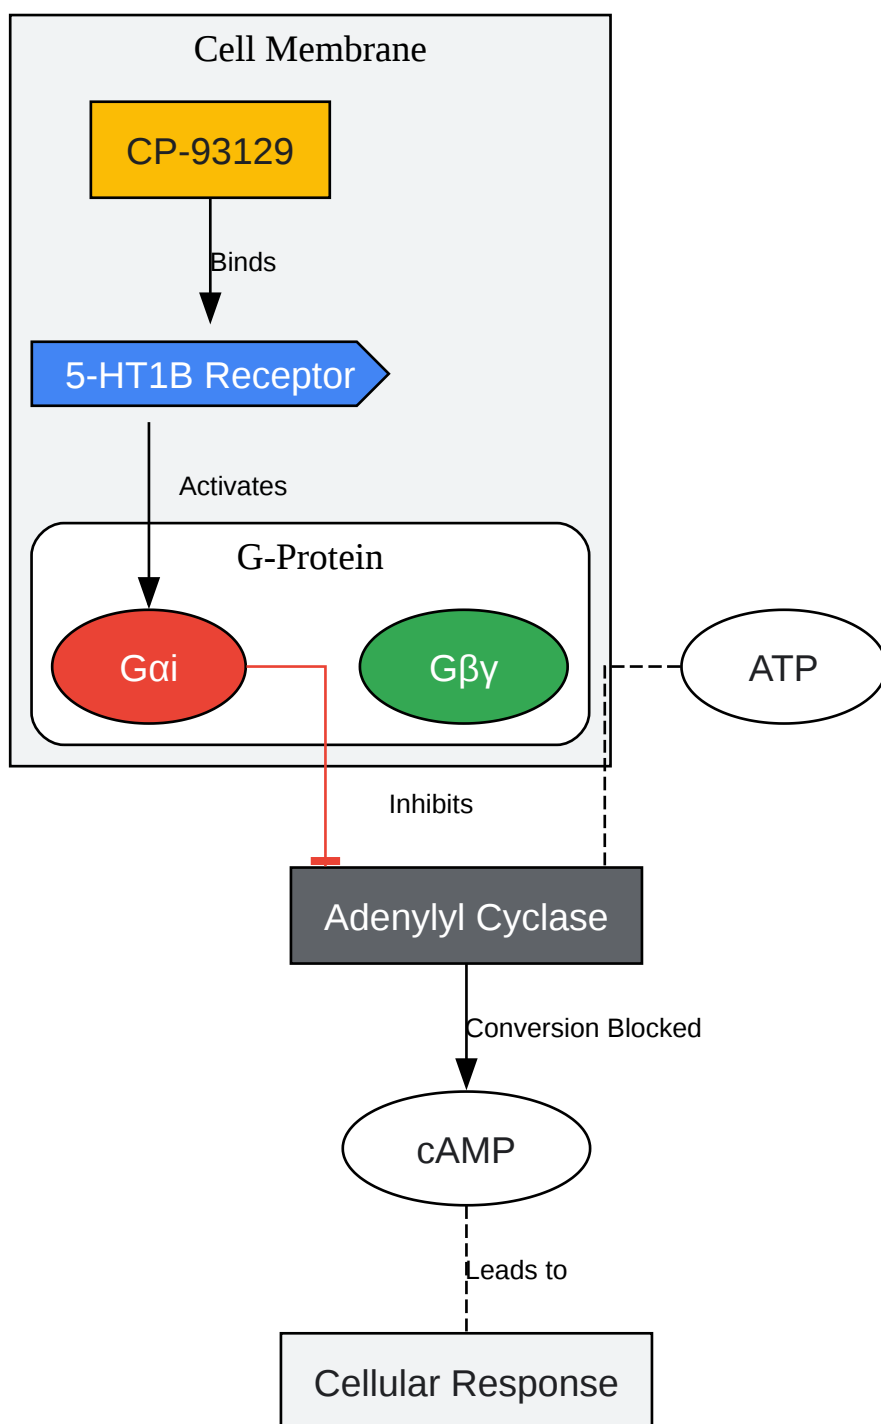 Cell Membrane
CP-93129
Binds
5-HT1B Receptor
Activates
G-Protein
Gαi
Gβγ
ATP
Inhibits
Adenylyl Cyclase
Conversion Blocked
cAMP
Leads to
Cellular Response